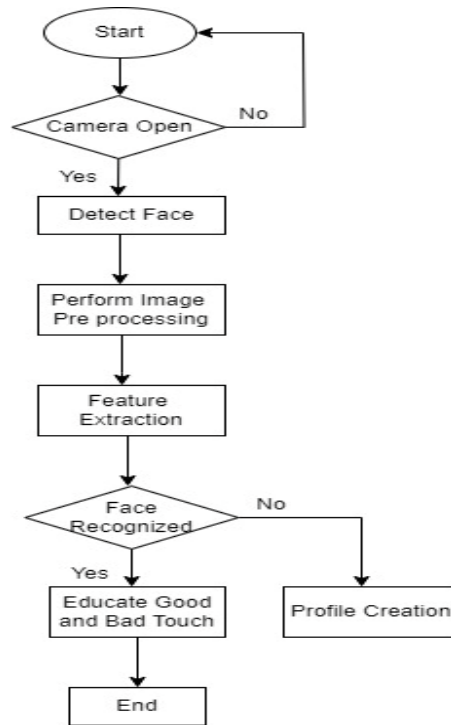 Start
Camera Open
No
Yes
Detect Face
Perform Image
Pre processing
Feature
Extraction
Face
Recognized
No
Yes
Educate Good
and Bad Touch
Profile Creation
End